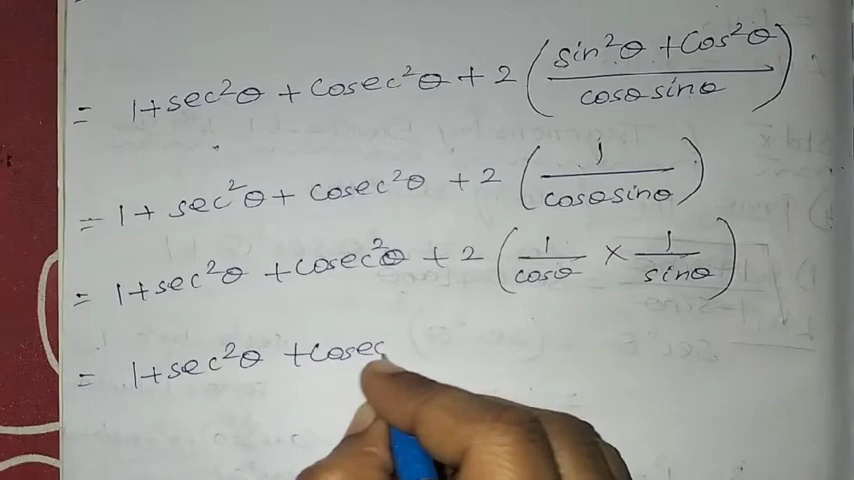 = 1+sec²θ + cosec²θ + 2 (sin²θ + cos²θ / cosθ sinθ)
= 1 + sec²θ + cosec²θ + 2 (1 / cosθ sinθ)
= 1 + sec²θ + cosec²θ + 2 (1/cosθ × 1/sinθ)
= 1 + sec²θ + cosec